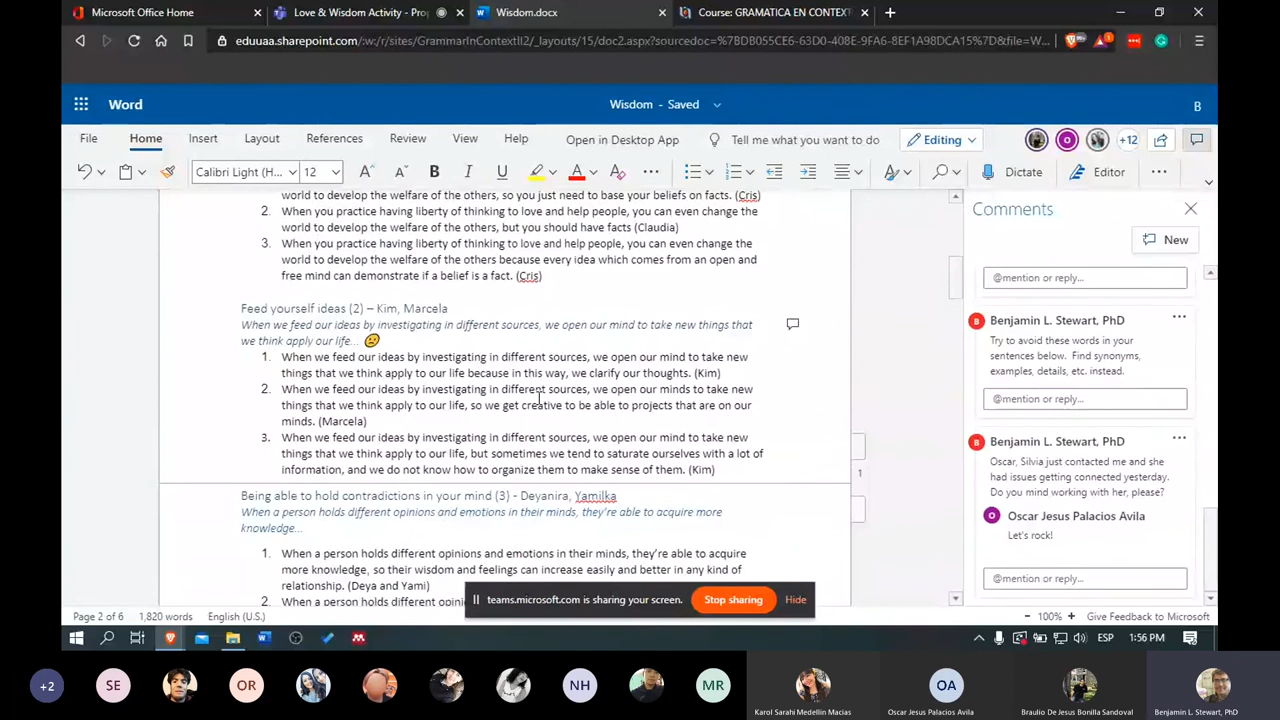 Microsoft Office Home
Love & Wisdom Activity - Pro
Wisdom.docx
Course: GRAMATICA EN CONTEXT
eduuaa.sharepoint.com/:w:/r/sites/GrammarInContextII2/_layouts/15/doc2.aspx?sourcedoc=%7BDB055CE6-63D0-408E-9FA6-8EF1A98DCA15%7D&file=W...
Word
Wisdom - Saved
B
File Home Insert Layout References Review View Help Open in Desktop App Tell me what you want to do Editing +12
Calibri Light (H... 12 Dictate Editor
world to develop the welfare of the others, so you just need to base your beliefs on facts. (Cris)
2. When you practice having liberty of thinking to love and help people, you can even change the
world to develop the welfare of the others, but you should have facts (Claudia)
3. When you practice having liberty of thinking to love and help people, you can even change the
world to develop the welfare of the others because every idea which comes from an open and
free mind can demonstrate if a belief is a fact. (Cris)
Feed yourself ideas (2) – Kim, Marcela
When we feed our ideas by investigating in different sources, we open our mind to take new things that
we think apply our life...
1. When we feed our ideas by investigating in different sources, we open our mind to take new
things that we think apply to our life because in this way, we clarify our thoughts. (Kim)
2. When we feed our ideas by investigating in different sources, we open our minds to take new
things that we think apply to our life, so we get creative to be able to projects that are on our
minds. (Marcela)
3. When we feed our ideas by investigating in different sources, we open our mind to take new
things that we think apply to our life, but sometimes we tend to saturate ourselves with a lot of
information, and we do not know how to organize them to make sense of them. (Kim)
1
Being able to hold contradictions in your mind (3) - Deyanira, Yamilka
When a person holds different opinions and emotions in their minds, they're able to acquire more
knowledge...
1. When a person holds different opinions and emotions in their minds, they're able to acquire
more knowledge, so their wisdom and feelings can increase easily and better in any kind of
relationship. (Deya and Yami)
2. When a person holds different opini
Comments
New
@mention or reply...
B Benjamin L. Stewart, PhD
Try to avoid these words in your
sentences below. Find synonyms,
examples, details, etc. instead.
@mention or reply...
B Benjamin L. Stewart, PhD
Oscar, Silvia just contacted me and she
had issues getting connected yesterday.
Do you mind working with her, please?
O Oscar Jesus Palacios Avila
Let's rock!
@mention or reply...
teams.microsoft.com is sharing your screen. Stop sharing Hide
Page 2 of 6 1,820 words English (U.S.) 100% Give Feedback to Microsoft
ESP 1:56 PM
+2 SE OR NH MR OA
Karol Sarahi Medellin Macias
Oscar Jesus Palacios Avila
Braulio De Jesus Bonilla Sandoval
Benjamin L. Stewart, PhD